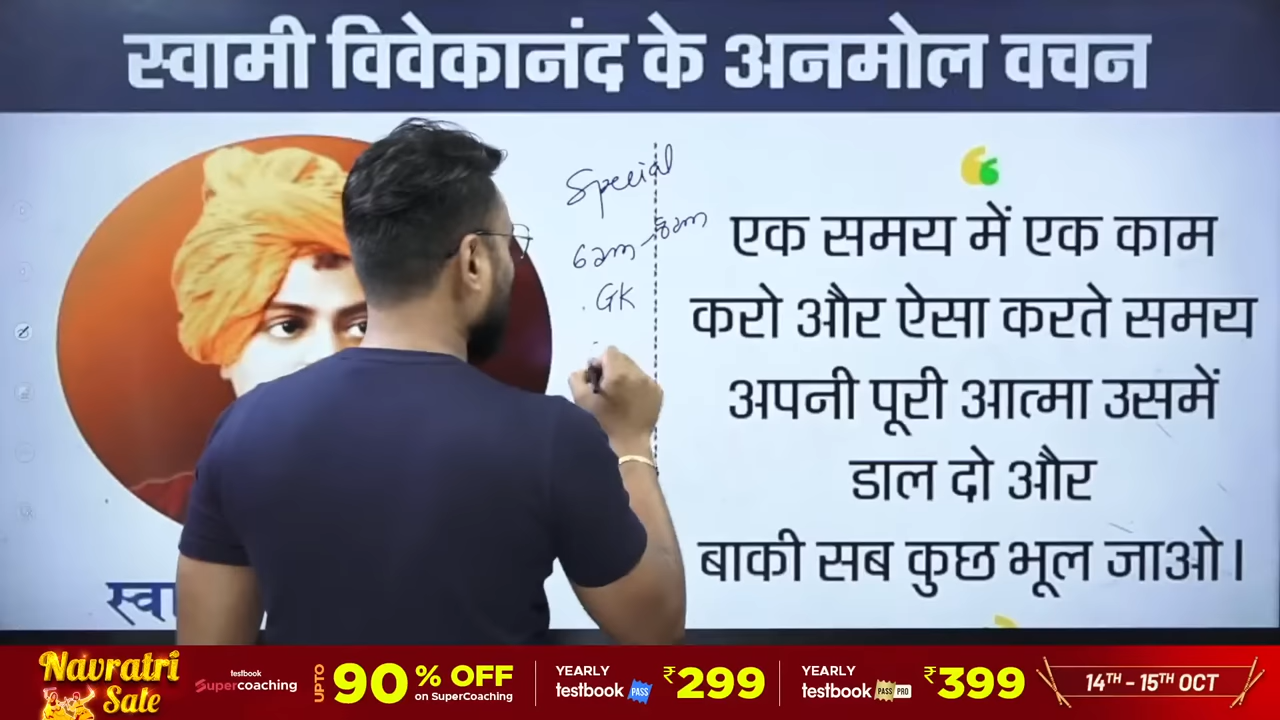 स्वामी विवेकानंद के अनमोल वचन
Special
6am - 8am
. GK
एक समय में एक काम
करो और ऐसा करते समय
अपनी पूरी आत्मा उसमें
डाल दो और
बाकी सब कुछ भूल जाओ।
स्वा
Navratri
Sale
testbook
Supercoaching
UPTO 90% OFF
on SuperCoaching
YEARLY
testbook PASS
₹299
YEARLY
testbook PASS PRO
₹399
14TH - 15TH OCT